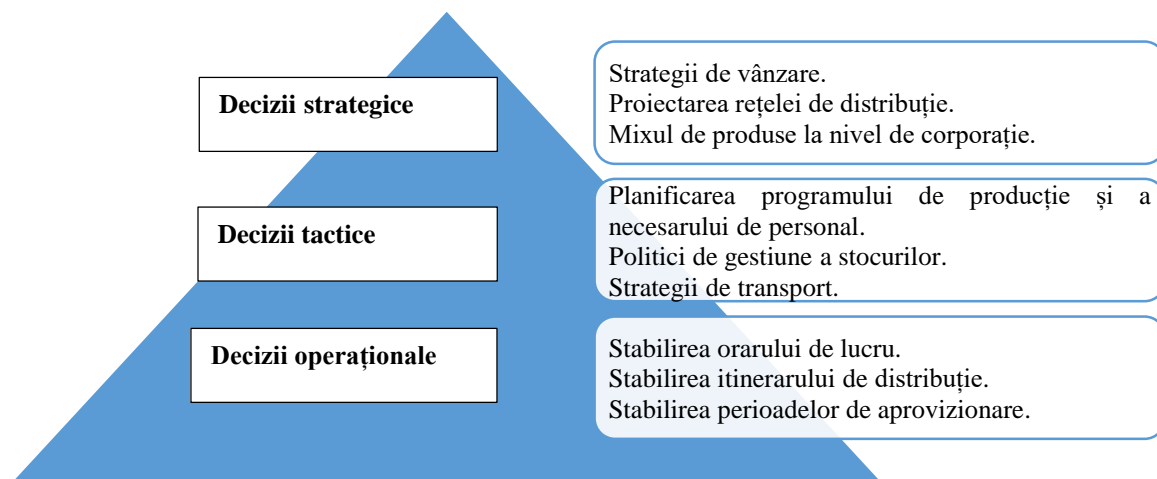 Decizii strategice
Strategii de vânzare.
Proiectarea rețelei de distribuție.
Mixul de produse la nivel de corporație.
Decizii tactice
Planificarea programului de producție și a
necesarului de personal.
Politici de gestiune a stocurilor.
Strategii de transport.
Decizii operaționale
Stabilirea orarului de lucru.
Stabilirea itinerarului de distribuție.
Stabilirea perioadelor de aprovizionare.